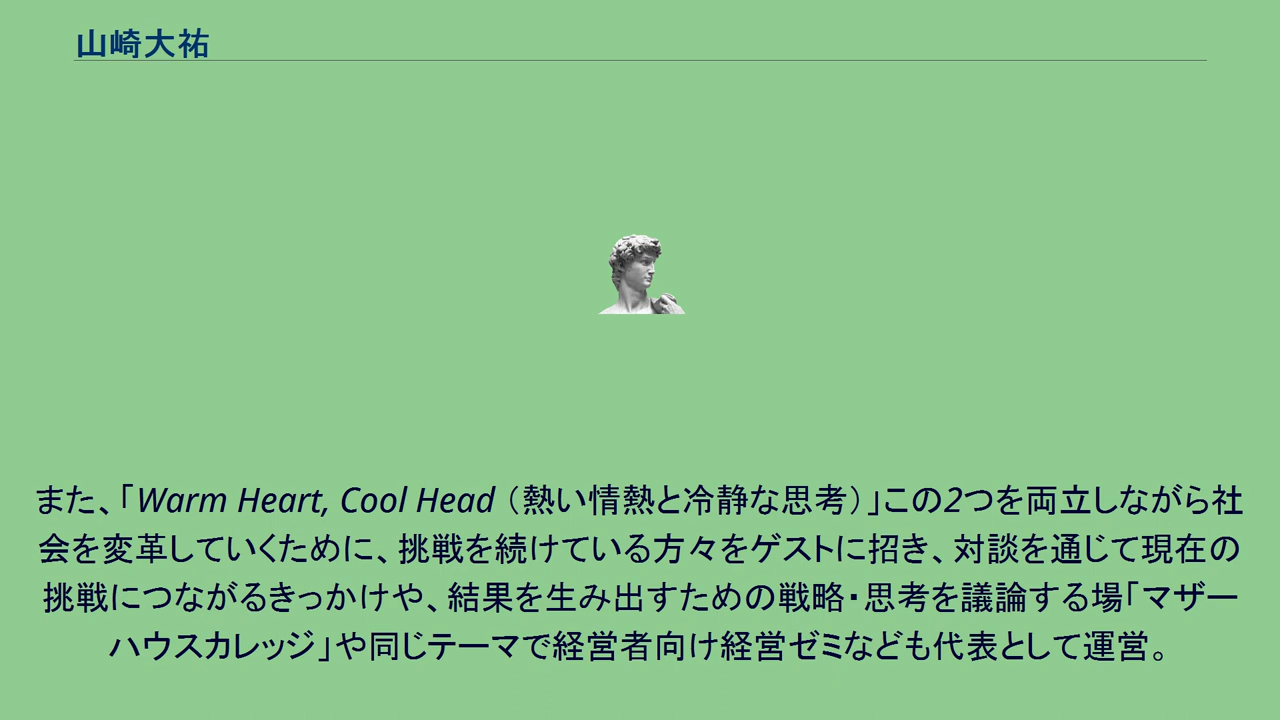 山崎大祐
また、「Warm Heart, Cool Head（熱い情熱と冷静な思考）」この2つを両立しながら社
会を変革していくために、挑戦を続けている方々をゲストに招き、対談を通じて現在の
挑戦につながるきっかけや、結果を生み出すための戦略・思考を議論する場「マザー
ハウスカレッジ」や同じテーマで経営者向け経営ゼミなども代表として運営。